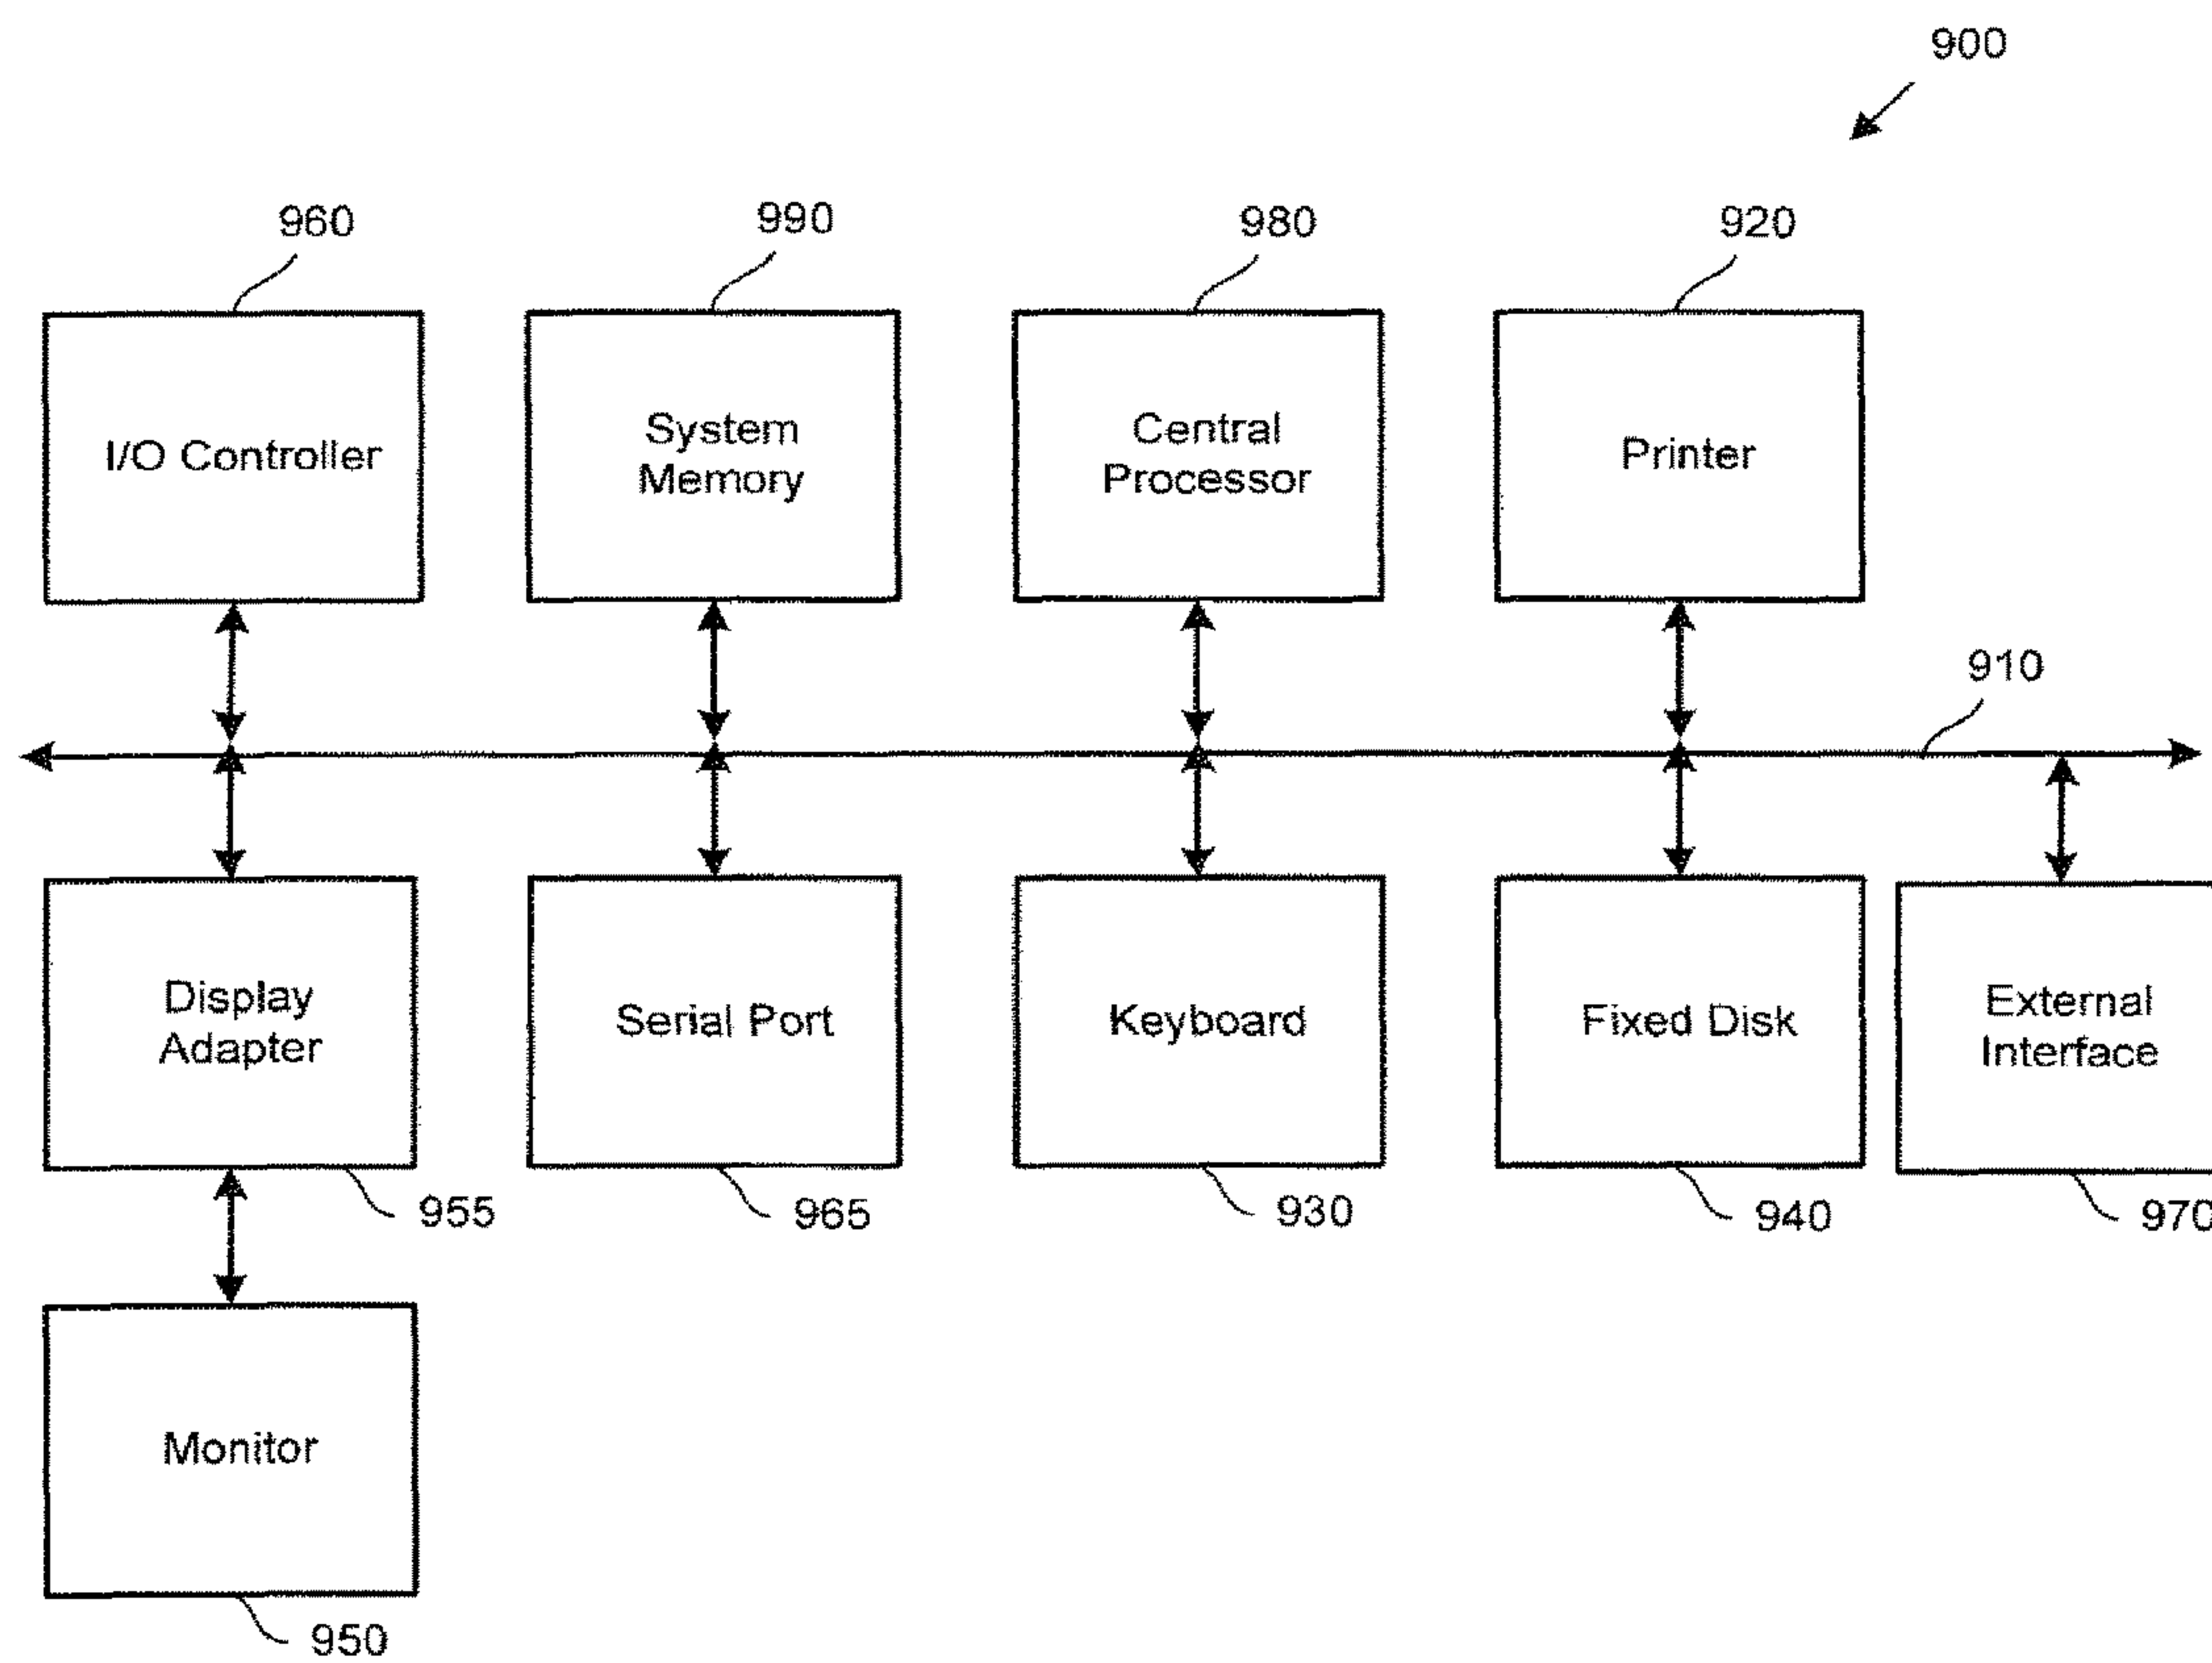 900
960
990
980
920
I/O Controller
System
Memory
Central
Processor
Printer
910
Display
Adapter
Serial Port
Keyboard
Fixed Disk
External
Interface
955
965
930
940
970
Monitor
950